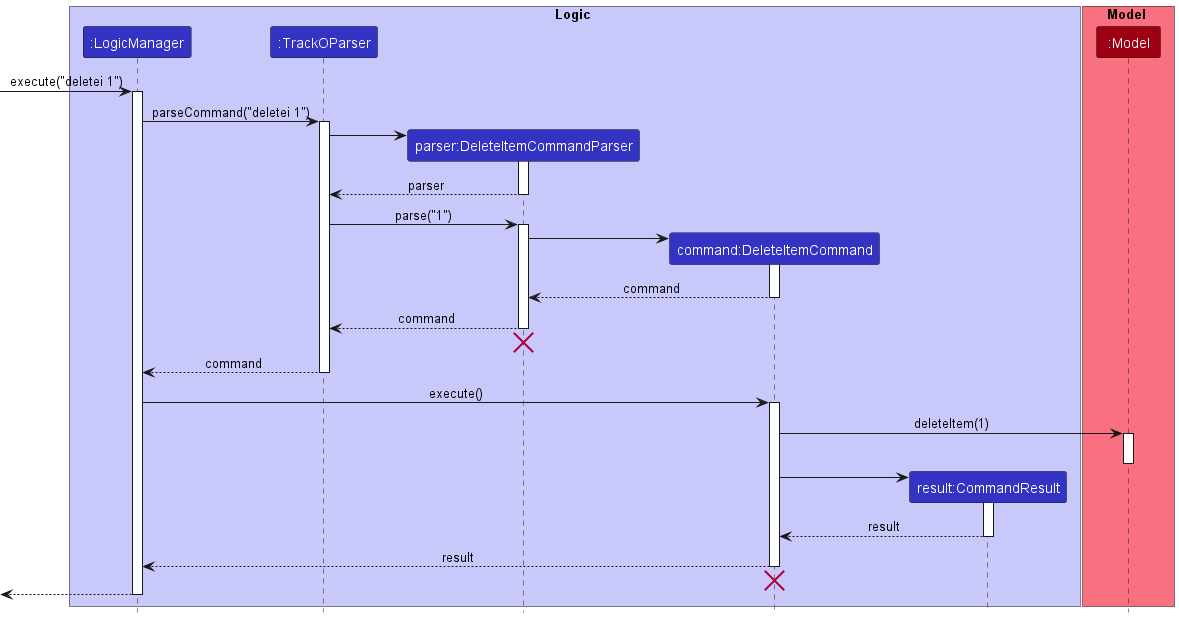 Logic
Model
:LogicManager
:TrackOParser
:Model
execute("deletei 1")
parseCommand("deletei 1")
parser:DeleteItemCommandParser
parser
parse("1")
command:DeleteItemCommand
command
command
command
execute()
deleteItem(1)
result:CommandResult
result
result